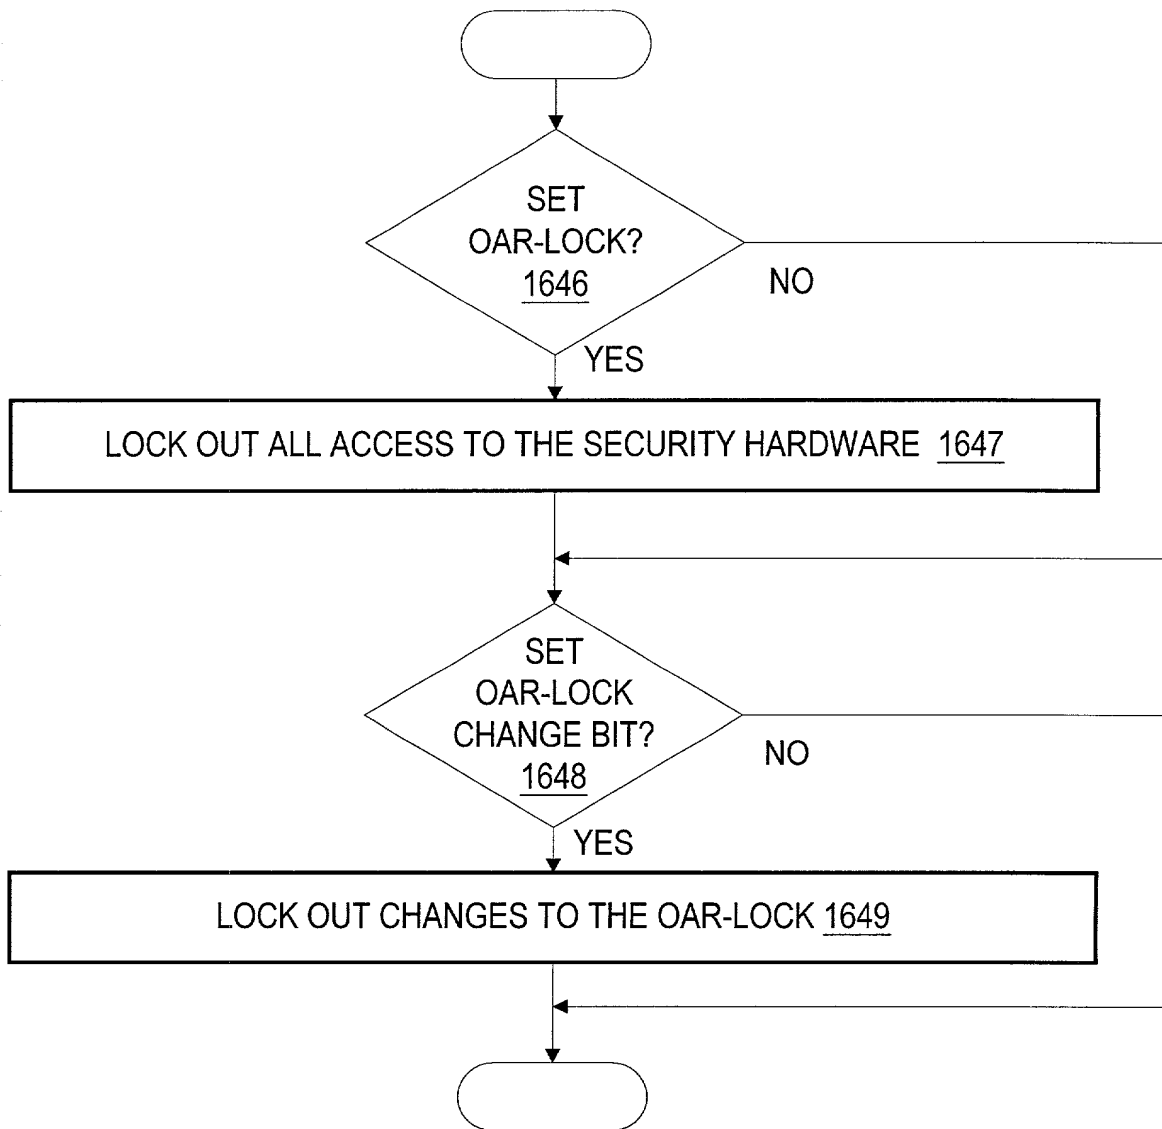 SET
OAR-LOCK?
1646
NO
YES
LOCK OUT ALL ACCESS TO THE SECURITY HARDWARE 1647
SET
OAR-LOCK
CHANGE BIT?
1648
NO
YES
LOCK OUT CHANGES TO THE OAR-LOCK 1649